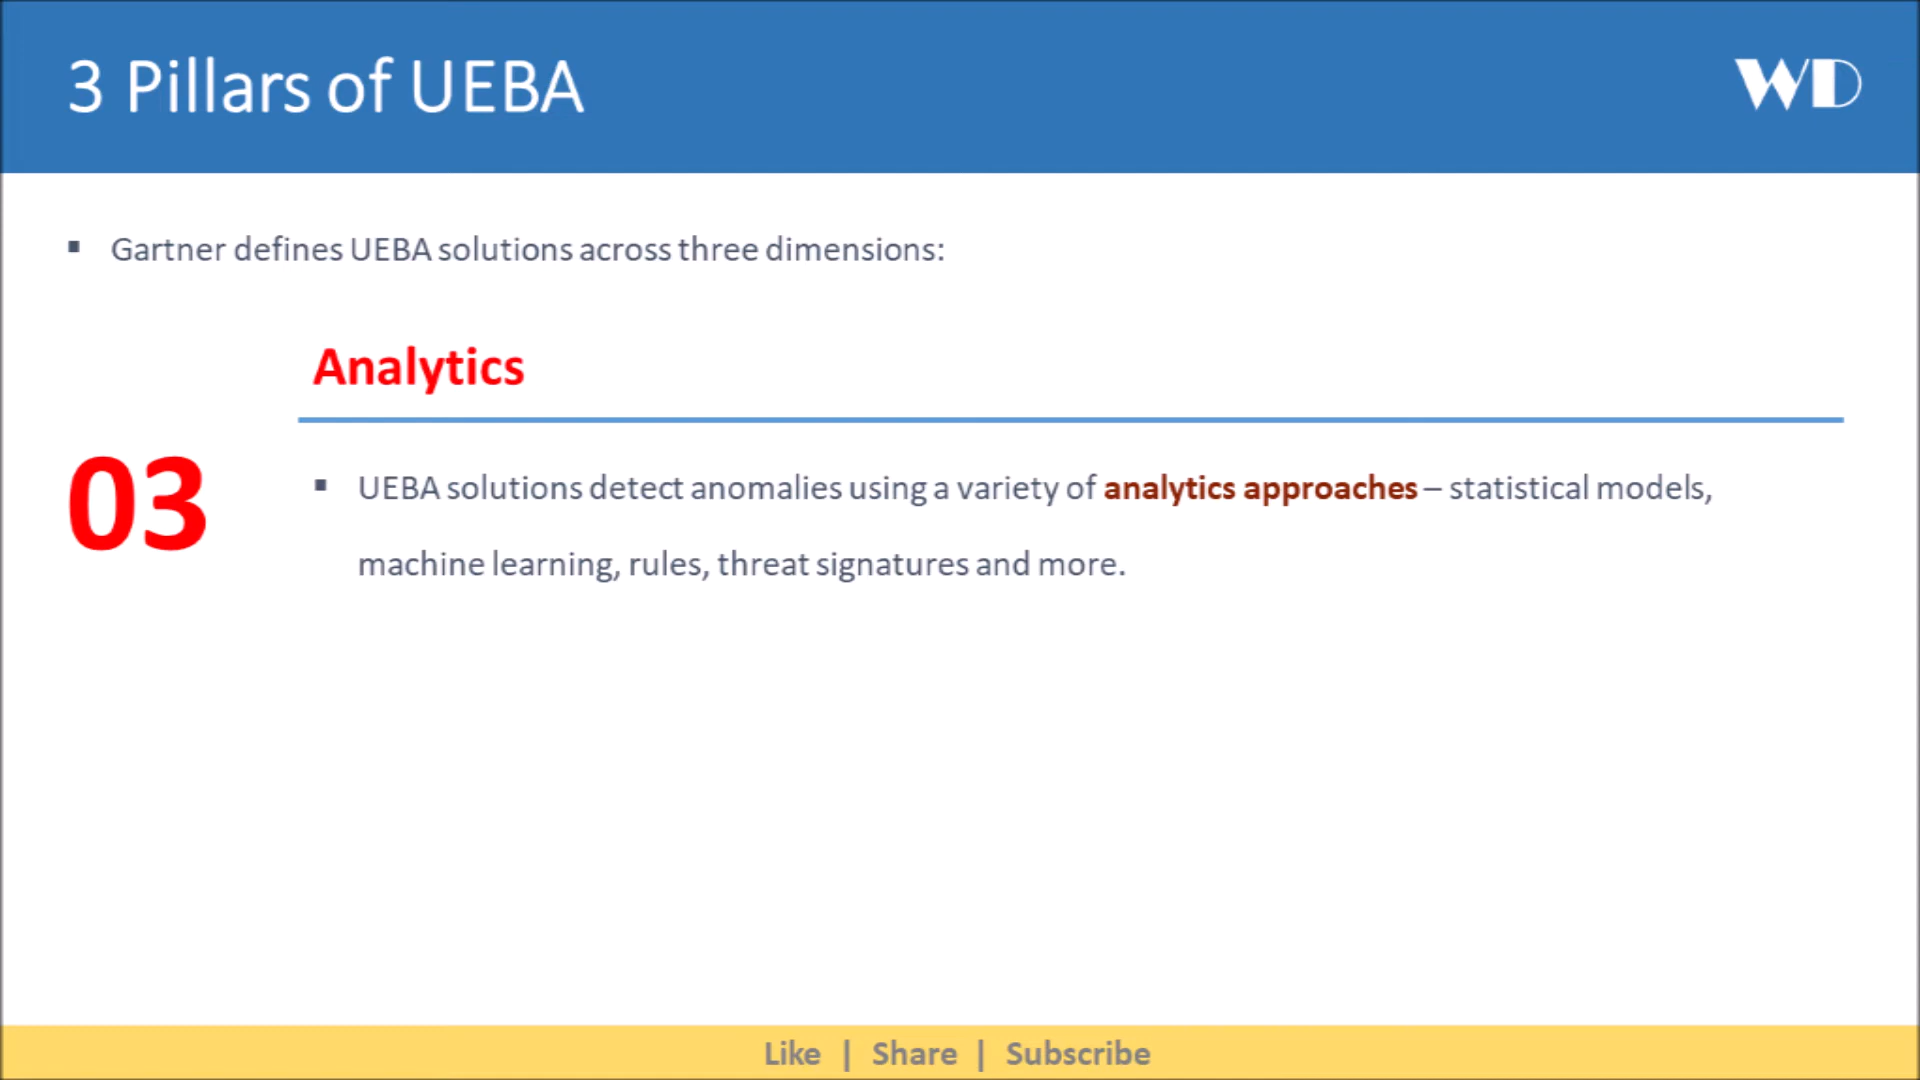 3 Pillars of UEBA
WD
▪ Gartner defines UEBA solutions across three dimensions:
Analytics
03
▪ UEBA solutions detect anomalies using a variety of analytics approaches – statistical models,
machine learning, rules, threat signatures and more.
Like | Share | Subscribe